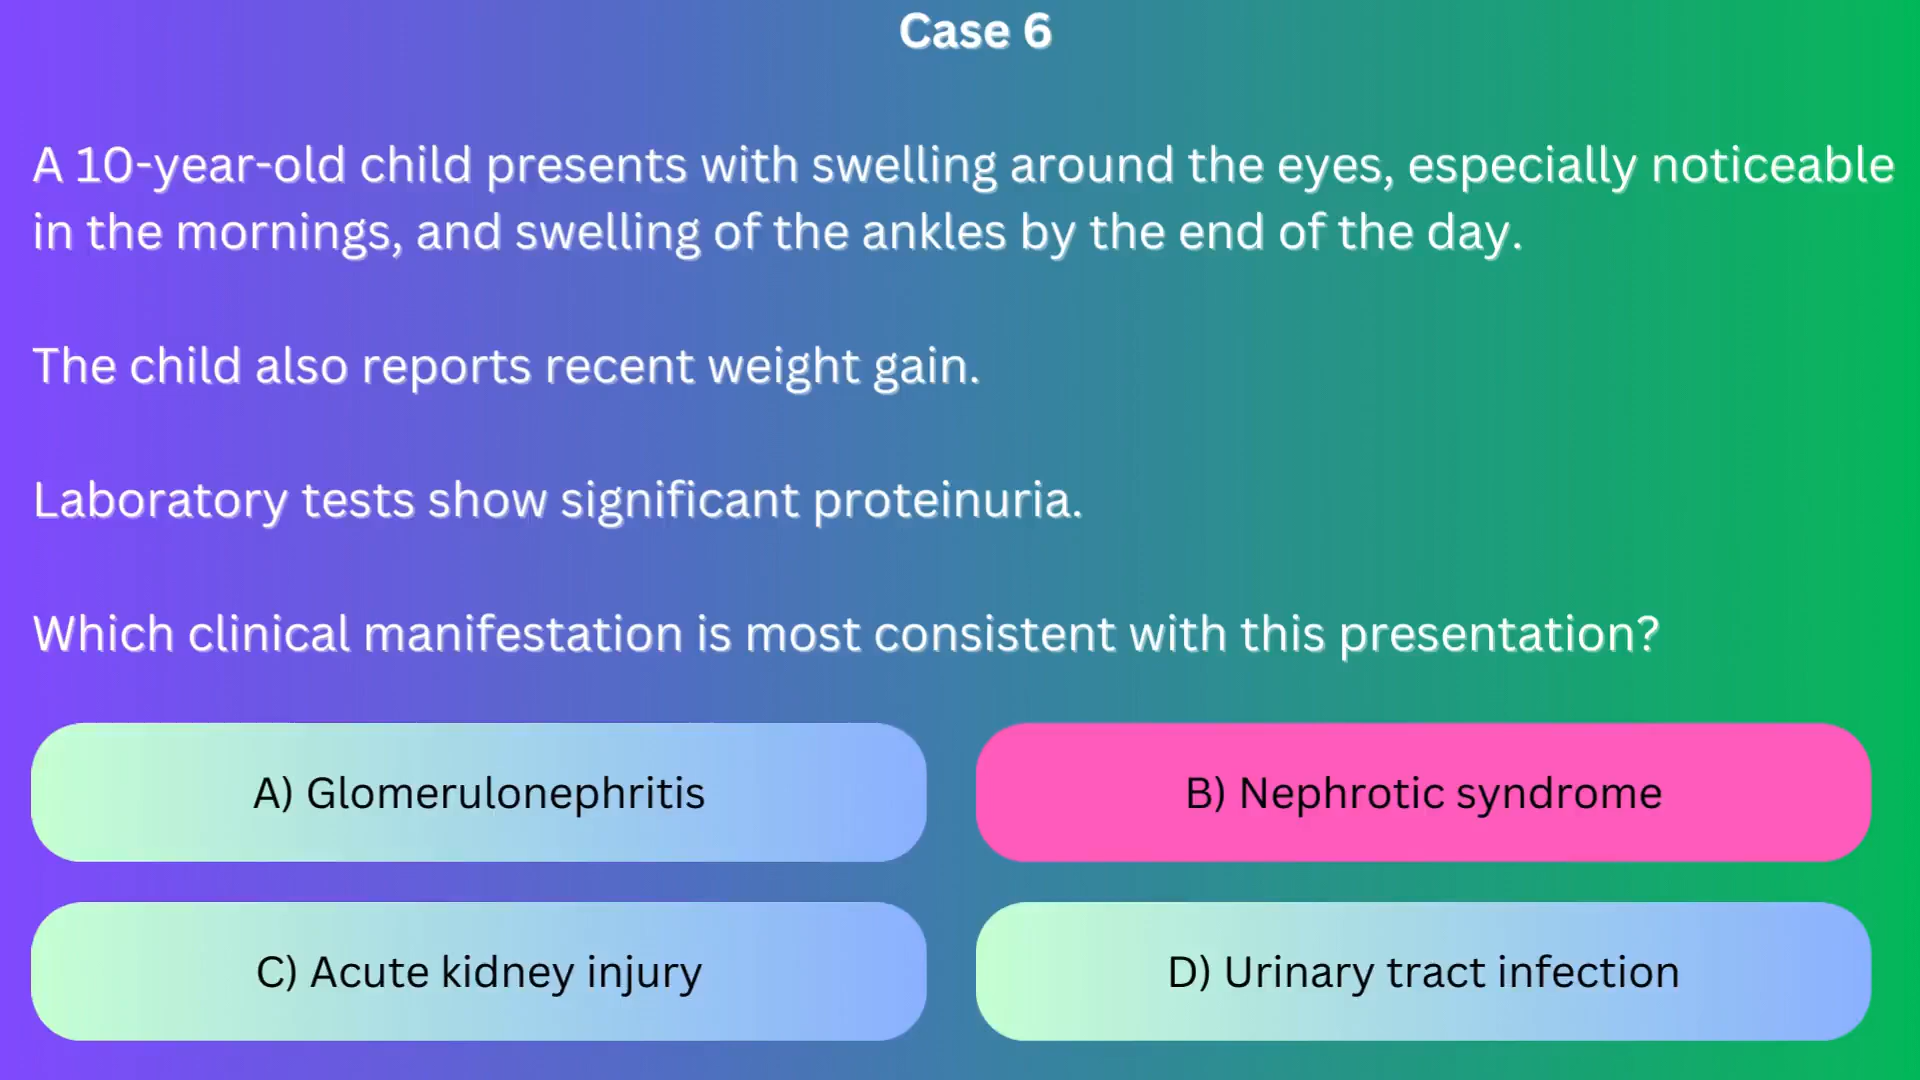 Case 6
A 10-year-old child presents with swelling around the eyes, especially noticeable
in the mornings, and swelling of the ankles by the end of the day.
The child also reports recent weight gain.
Laboratory tests show significant proteinuria.
Which clinical manifestation is most consistent with this presentation?
A) Glomerulonephritis
B) Nephrotic syndrome
C) Acute kidney injury
D) Urinary tract infection